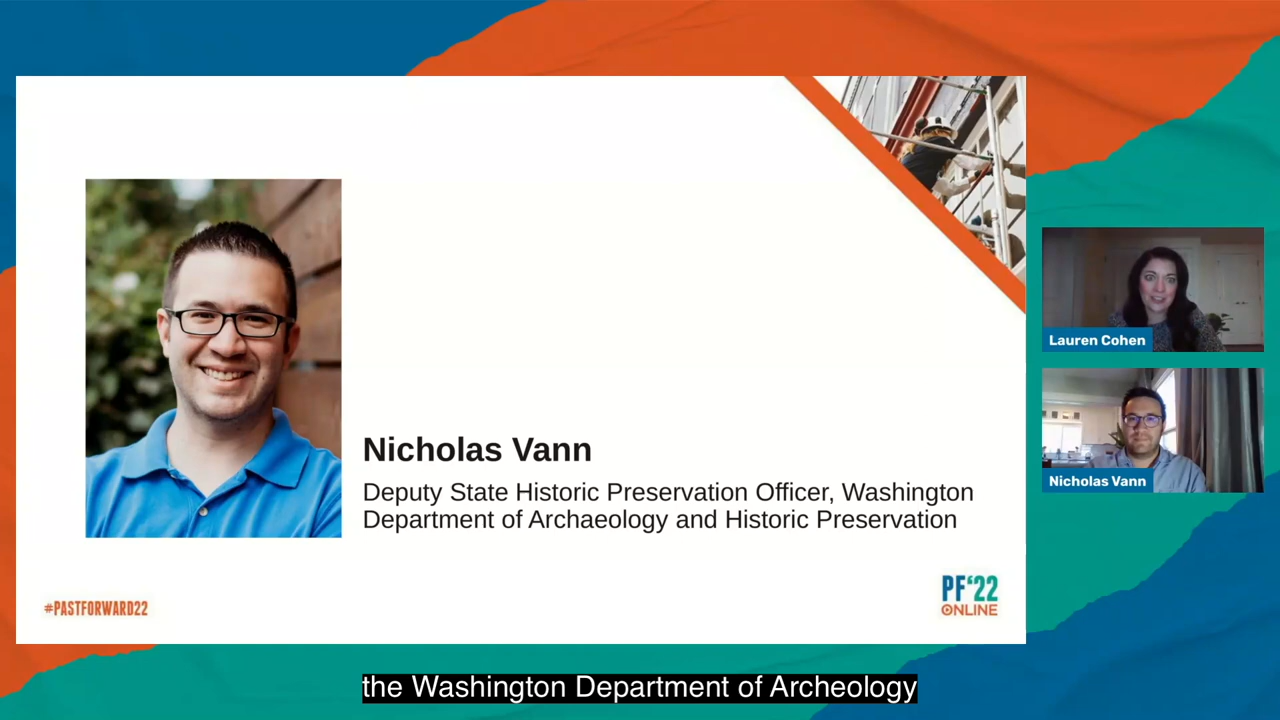 Nicholas Vann
Deputy State Historic Preservation Officer, Washington
Department of Archaeology and Historic Preservation
#PASTFORWARD22
PF‘22
ONLINE
Lauren Cohen
Nicholas Vann
the Washington Department of Archeology